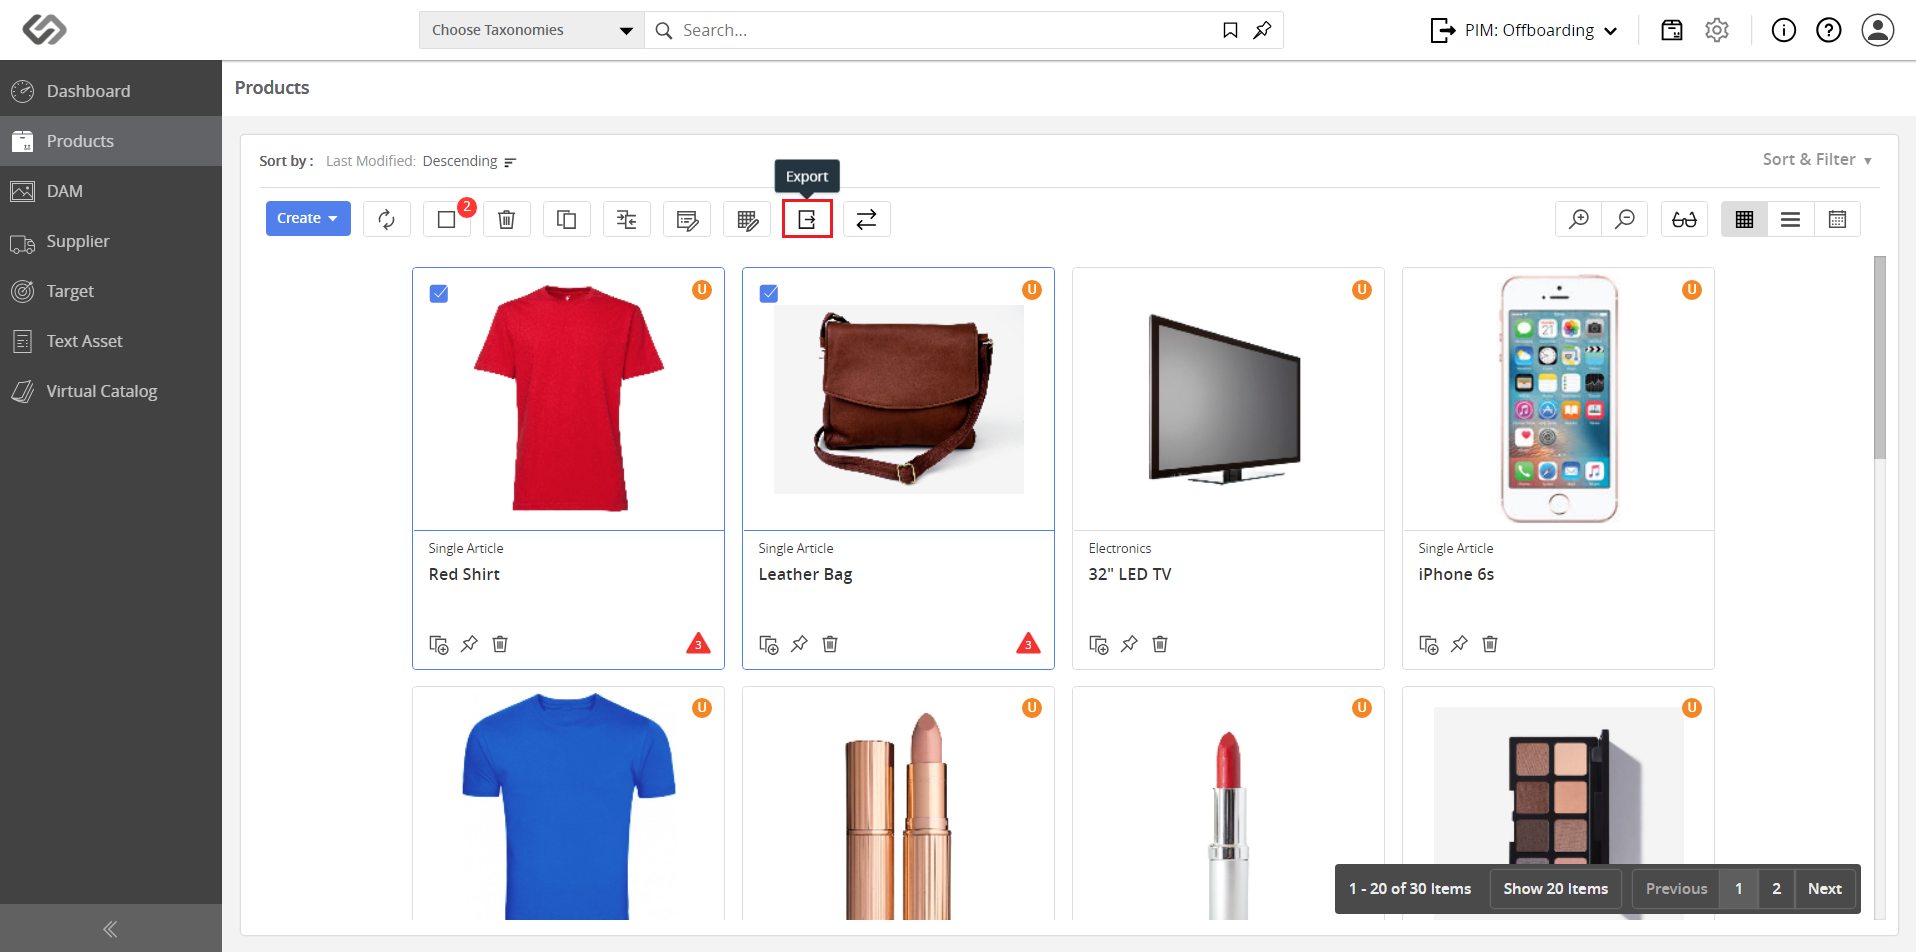 Choose Taxonomies
Search...
PIM: Offboarding
Dashboard
Products
DAM
Supplier
Target
Text Asset
Virtual Catalog
Products
Sort by : Last Modified: Descending
Sort & Filter
Export
Create
2
U
U
U
U
Single Article
Red Shirt
3
Single Article
Leather Bag
3
Electronics
32" LED TV
Single Article
iPhone 6s
U
U
U
U
1 - 20 of 30 Items
Show 20 Items
Previous
1
2
Next